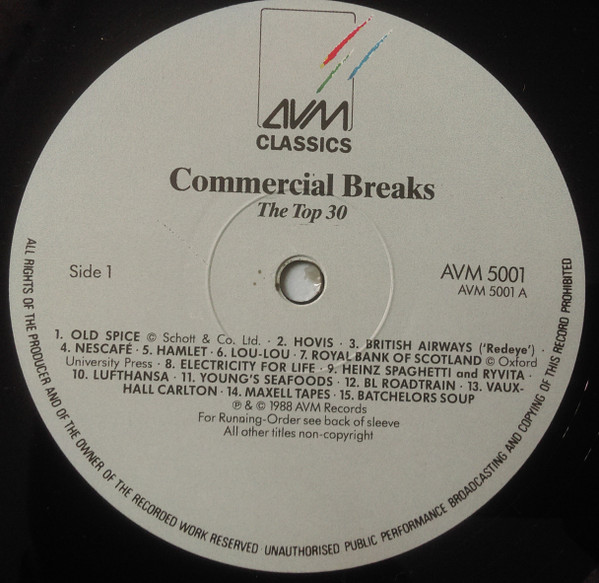 AVM
CLASSICS
Commercial Breaks
The Top 30
Side 1
AVM 5001
AVM 5001 A
1. OLD SPICE © Schott & Co. Ltd. · 2. HOVIS · 3. BRITISH AIRWAYS ('Redeye') ·
4. NESCAFÉ · 5. HAMLET · 6. LOU-LOU · 7. ROYAL BANK OF SCOTLAND © Oxford
University Press · 8. ELECTRICITY FOR LIFE · 9. HEINZ SPAGHETTI and RYVITA ·
10. LUFTHANSA · 11. YOUNG'S SEAFOODS · 12. BL ROADTRAIN · 13. VAUX-
HALL CARLTON · 14. MAXELL TAPES · 15. BATCHELORS SOUP
℗ & © 1988 AVM Records
For Running-Order see back of sleeve
All other titles non-copyright
ALL RIGHTS OF THE PRODUCER AND OF THE OWNER OF THE RECORDED WORK RESERVED · UNAUTHORISED PUBLIC PERFORMANCE BROADCASTING AND COPYING OF THIS RECORD PROHIBITED